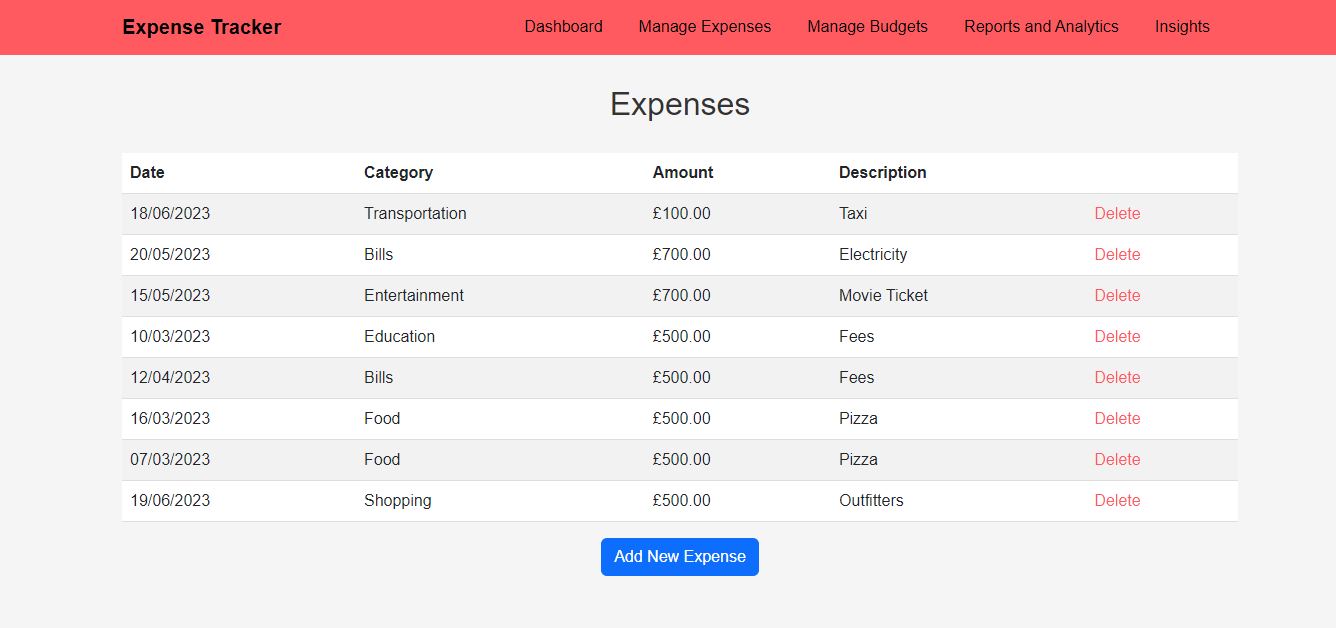 Expense Tracker Dashboard Manage Expenses Manage Budgets Reports and Analytics Insights
Expenses
Date Category Amount Description
18/06/2023 Transportation £100.00 Taxi Delete
20/05/2023 Bills £700.00 Electricity Delete
15/05/2023 Entertainment £700.00 Movie Ticket Delete
10/03/2023 Education £500.00 Fees Delete
12/04/2023 Bills £500.00 Fees Delete
16/03/2023 Food £500.00 Pizza Delete
07/03/2023 Food £500.00 Pizza Delete
19/06/2023 Shopping £500.00 Outfitters Delete
Add New Expense